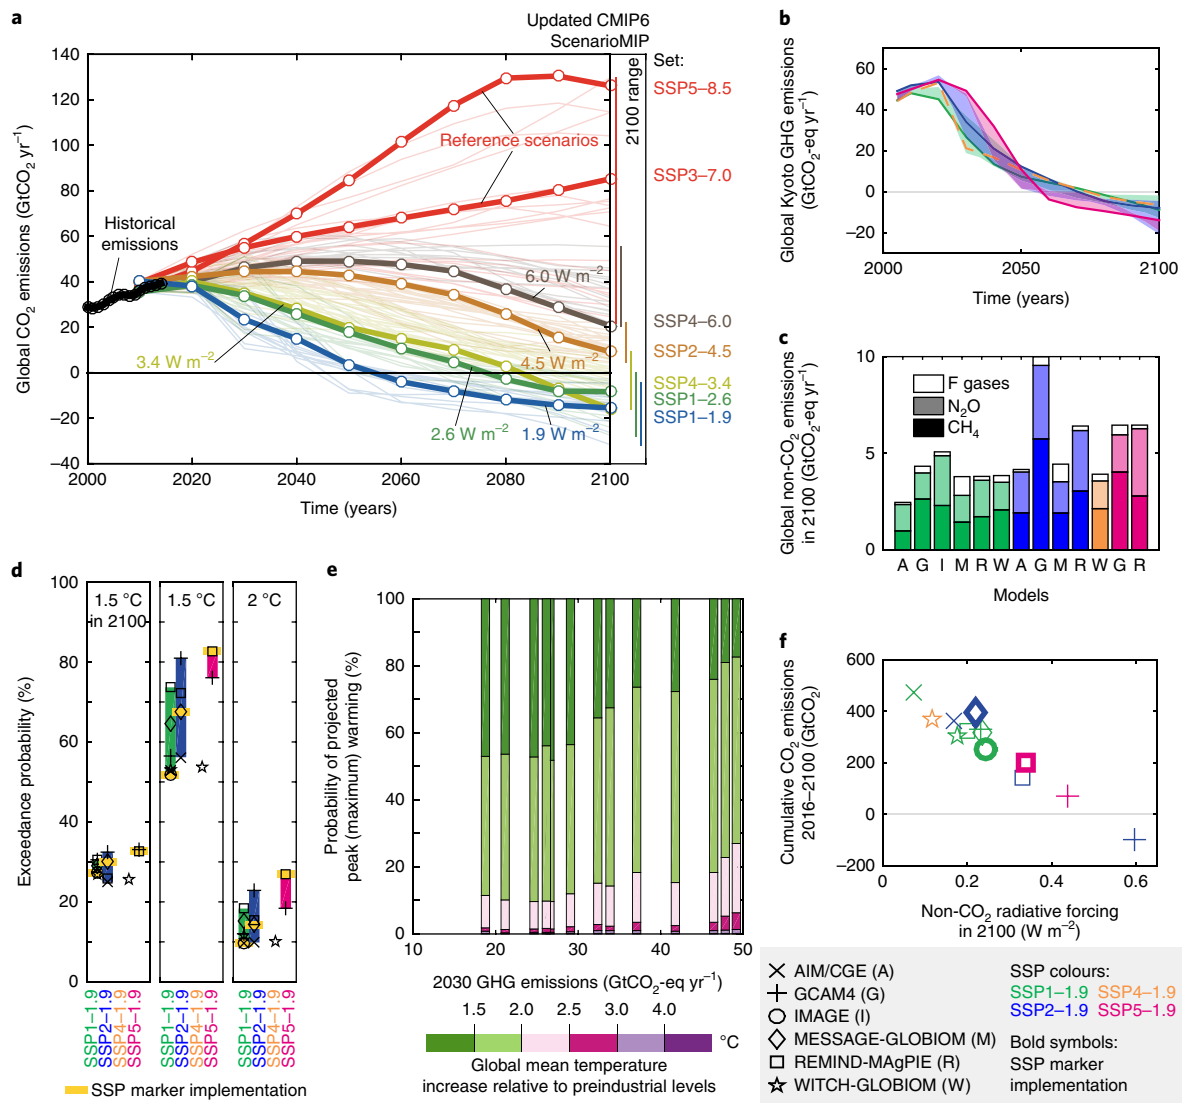 a
Updated CMIP6
ScenarioMIP
Set:
2100 range
Global CO2 emissions (GtCO2 yr−1)
140
120
100
80
60
40
20
0
−20
−40
2000
2020
2040
2060
2080
2100
Time (years)
Historical
emissions
Reference scenarios
6.0 W m−2
4.5 W m−2
3.4 W m−2
2.6 W m−2
1.9 W m−2
SSP5–8.5
SSP3–7.0
SSP4–6.0
SSP2–4.5
SSP4–3.4
SSP1–2.6
SSP1–1.9
b
Global Kyoto GHG emissions
(GtCO2-eq yr−1)
60
40
20
0
−20
2000
2050
2100
Time (years)
c
Global non-CO2 emissions
in 2100 (GtCO2-eq yr−1)
10
5
0
F gases
N2O
CH4
A G I M R W A G M R W G R
Models
d
Exceedance probability (%)
100
80
60
40
20
0
1.5 °C
in 2100
1.5 °C
2 °C
SSP1–1.9
SSP2–1.9
SSP4–1.9
SSP5–1.9
SSP1–1.9
SSP2–1.9
SSP4–1.9
SSP5–1.9
SSP1–1.9
SSP2–1.9
SSP4–1.9
SSP5–1.9
SSP marker implementation
e
Probability of projected
peak (maximum) warming (%)
100
80
60
40
20
0
10
20
30
40
50
2030 GHG emissions (GtCO2-eq yr−1)
1.5 2.0 2.5 3.0 4.0
°C
Global mean temperature
increase relative to preindustrial levels
f
Cumulative CO2 emissions
2016–2100 (GtCO2)
600
400
200
0
−200
0
0.2
0.4
0.6
Non-CO2 radiative forcing
in 2100 (W m−2)
AIM/CGE (A)
GCAM4 (G)
IMAGE (I)
MESSAGE-GLOBIOM (M)
REMIND-MAgPIE (R)
WITCH-GLOBIOM (W)
SSP colours:
SSP1–1.9 SSP4–1.9
SSP2–1.9 SSP5–1.9
Bold symbols:
SSP marker
implementation